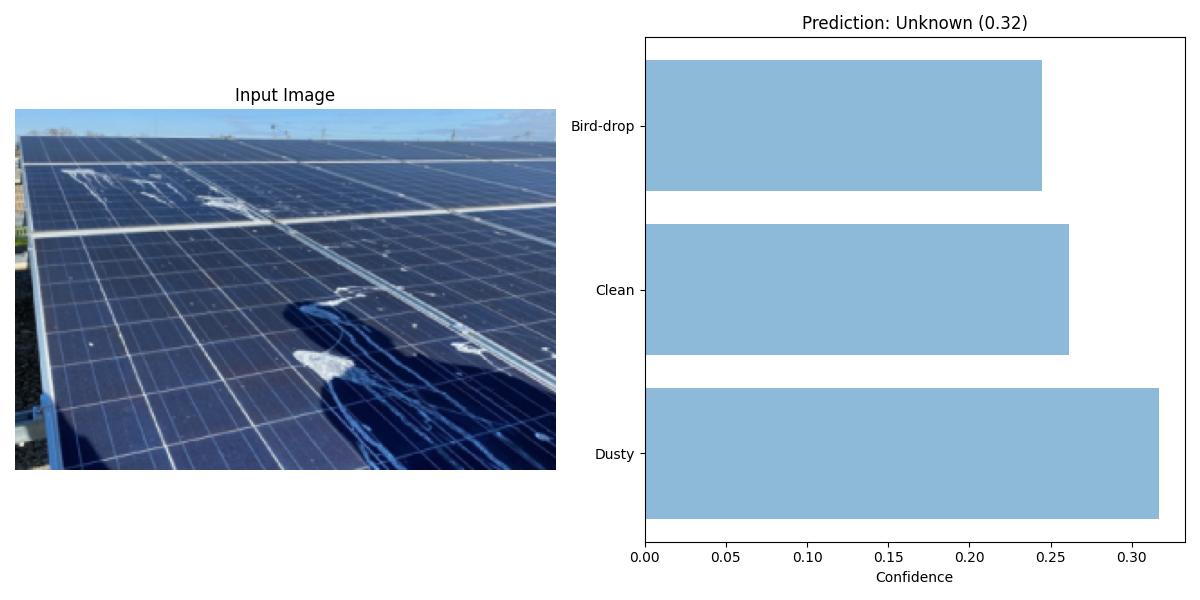 Input Image
Prediction: Unknown (0.32)
Bird-drop
Clean
Dusty
0.00 0.05 0.10 0.15 0.20 0.25 0.30
Confidence